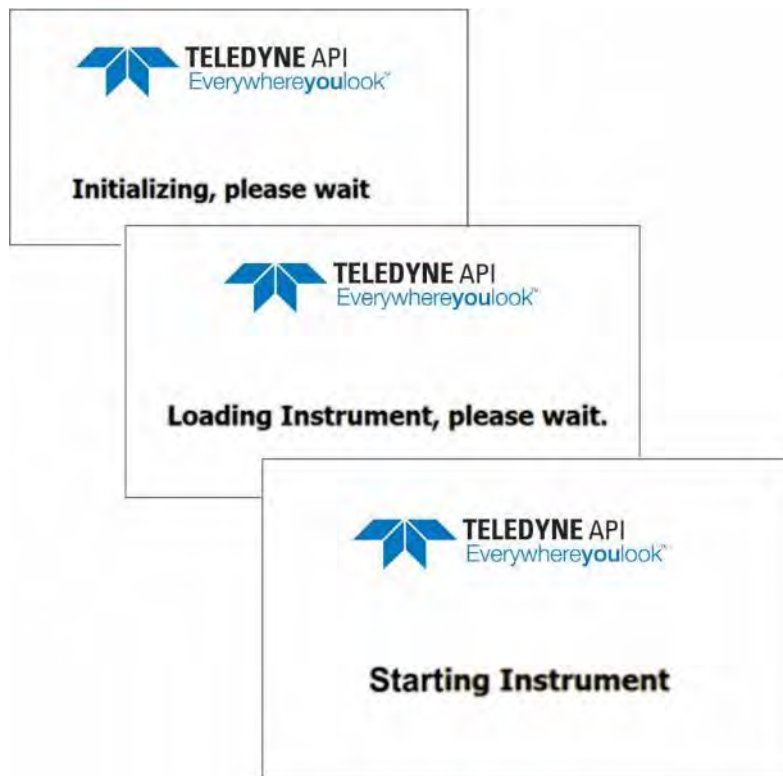 TELEDYNE API
Everywhereyoulook™
Initializing, please wait
TELEDYNE API
Everywhereyoulook™
Loading Instrument, please wait.
TELEDYNE API
Everywhereyoulook™
Starting Instrument